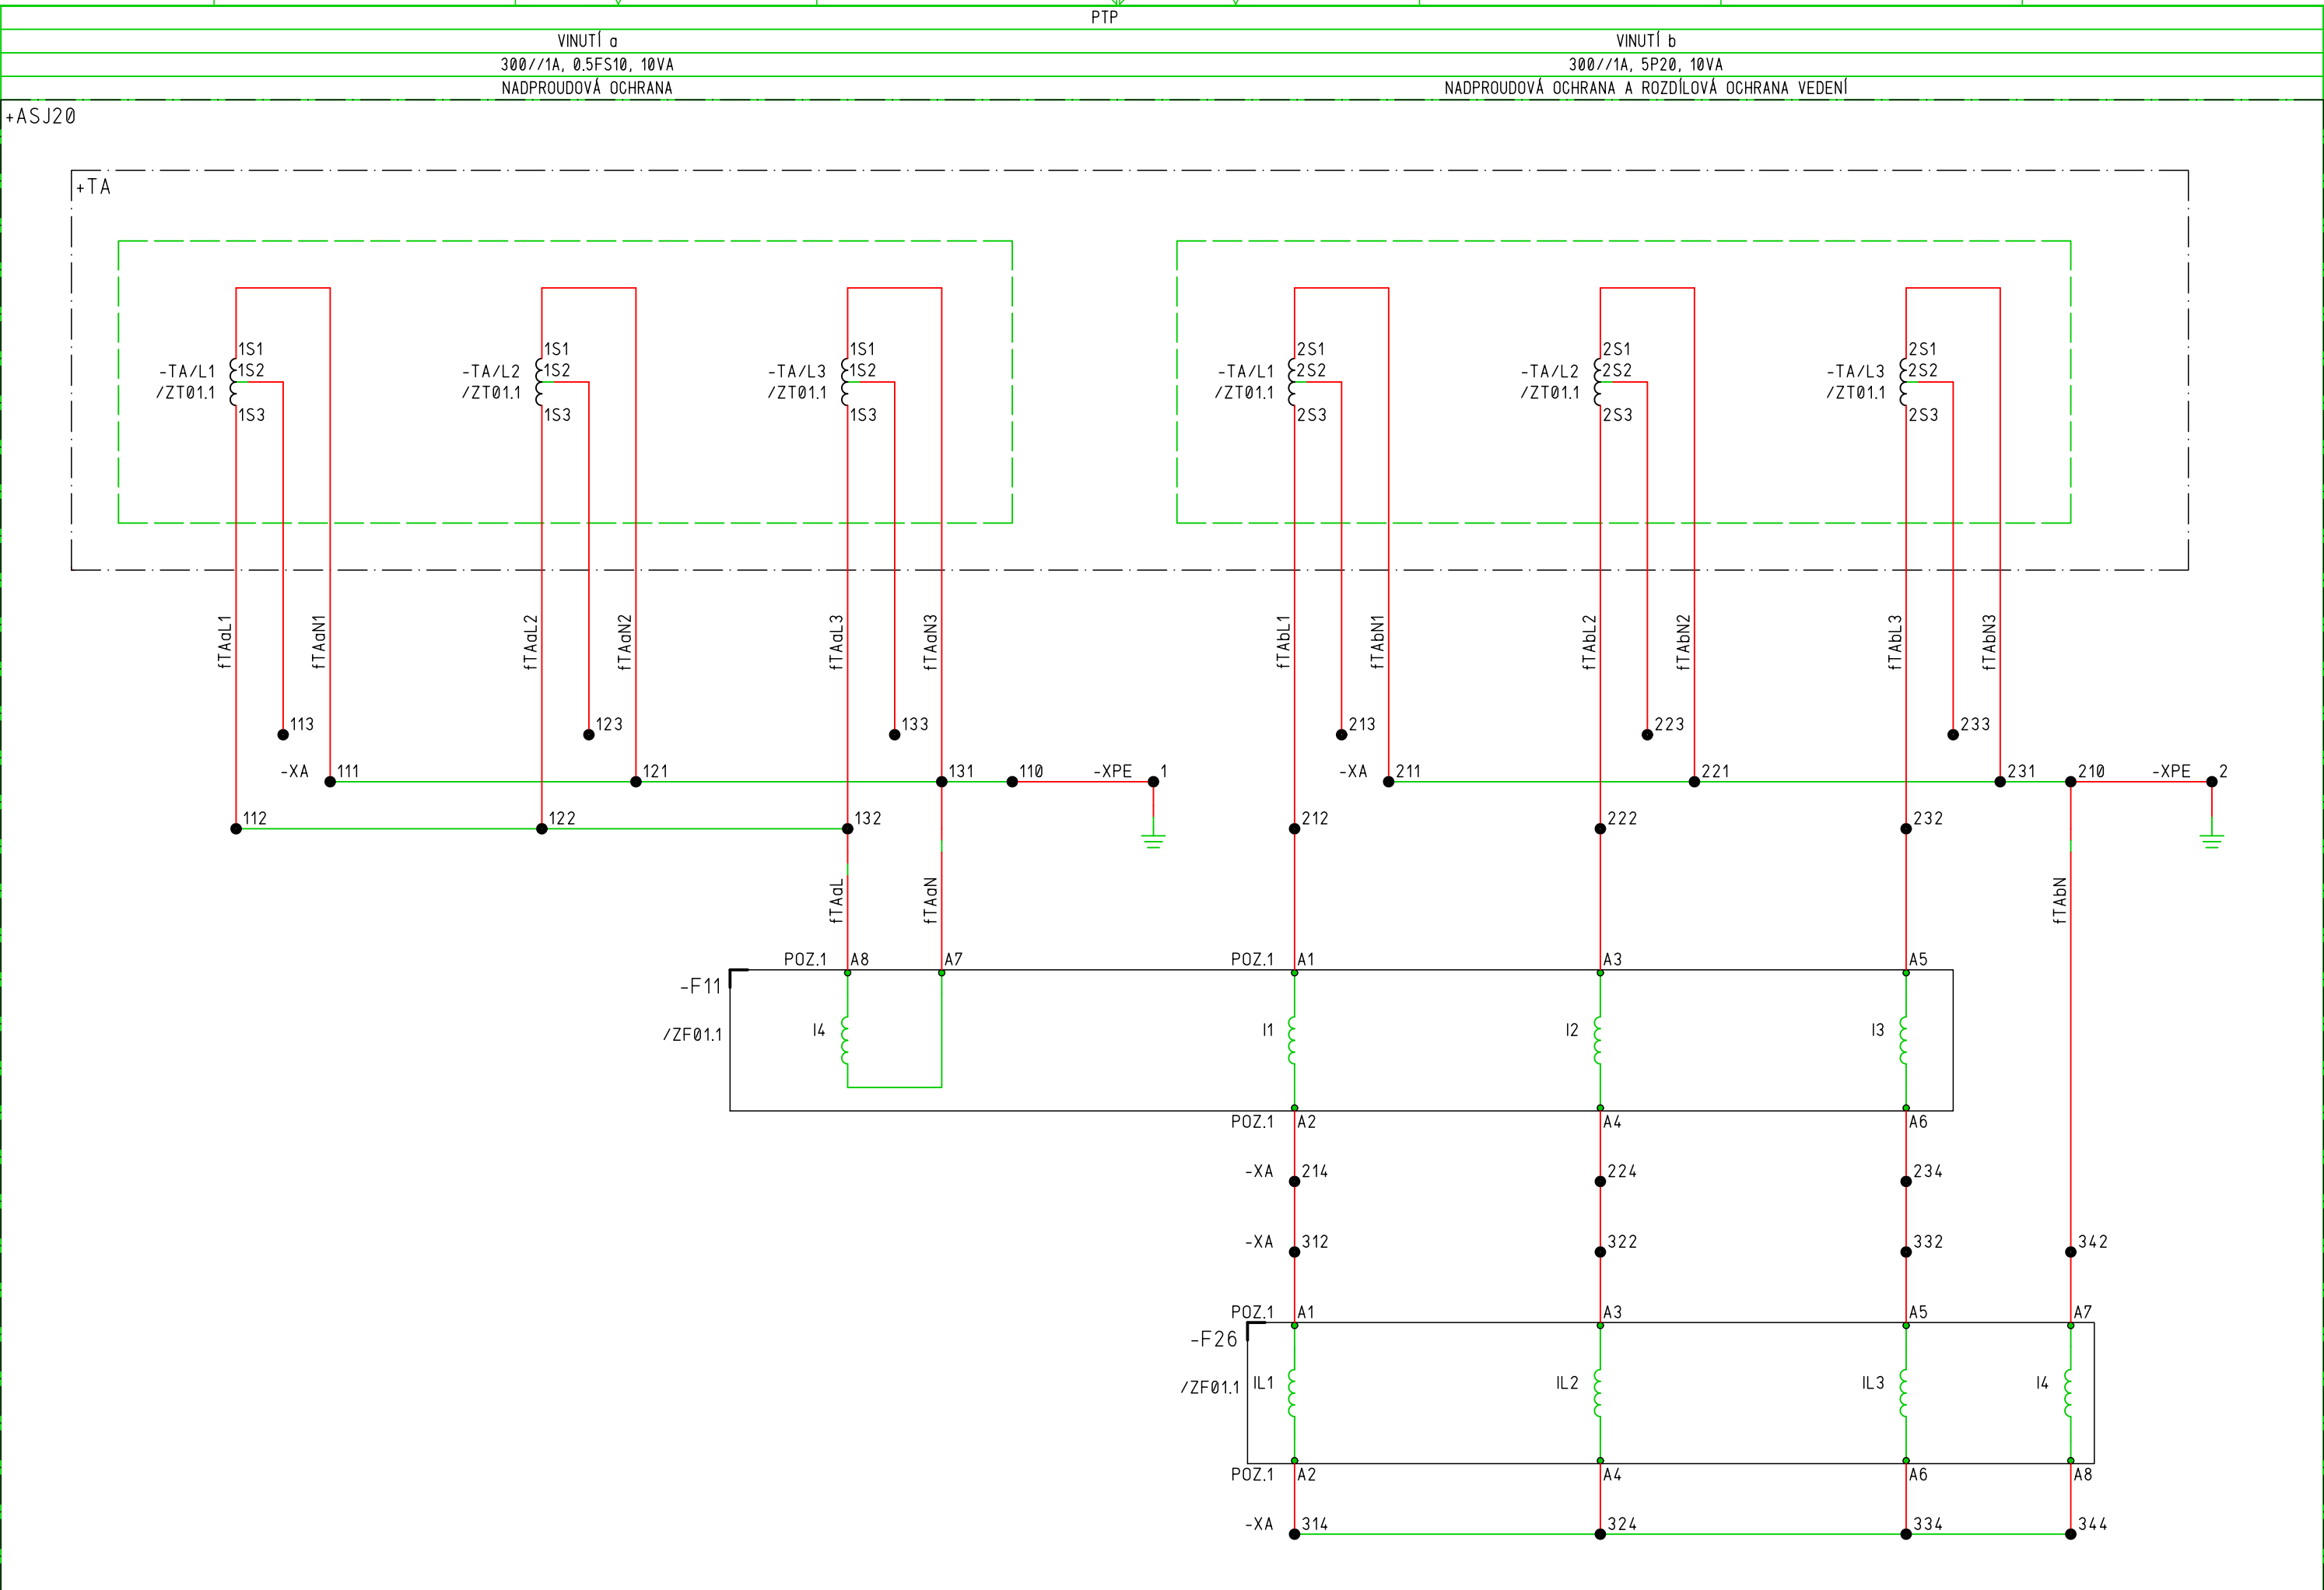 PTP
VINUTÍ a
VINUTÍ b
300//1A, 0.5FS10, 10VA
300//1A, 5P20, 10VA
NADPROUDOVÁ OCHRANA
NADPROUDOVÁ OCHRANA A ROZDÍLOVÁ OCHRANA VEDENÍ
+ASJ20
+TA
1S1
1S1
1S1
2S1
2S1
2S1
-TA/L1 1S2
-TA/L2 1S2
-TA/L3 1S2
-TA/L1 2S2
-TA/L2 2S2
-TA/L3 2S2
/ZT01.1
/ZT01.1
/ZT01.1
/ZT01.1
/ZT01.1
/ZT01.1
1S3
1S3
1S3
2S3
2S3
2S3
fTAaL1
fTAaN1
fTAaL2
fTAaN2
fTAaL3
fTAaN3
fTAbL1
fTAbN1
fTAbL2
fTAbN2
fTAbL3
fTAbN3
113
123
133
213
223
233
-XA 111
121
131
110
-XPE 1
-XA 211
221
231
210
-XPE 2
112
122
132
212
222
232
fTAaL
fTAaN
fTAbN
POZ.1 A8
A7
POZ.1 A1
A3
A5
-F11
/ZF01.1
I4
I1
I2
I3
POZ.1 A2
A4
A6
-XA 214
224
234
-XA 312
322
332
342
POZ.1 A1
A3
A5
A7
-F26
/ZF01.1
IL1
IL2
IL3
I4
POZ.1 A2
A4
A6
A8
-XA 314
324
334
344